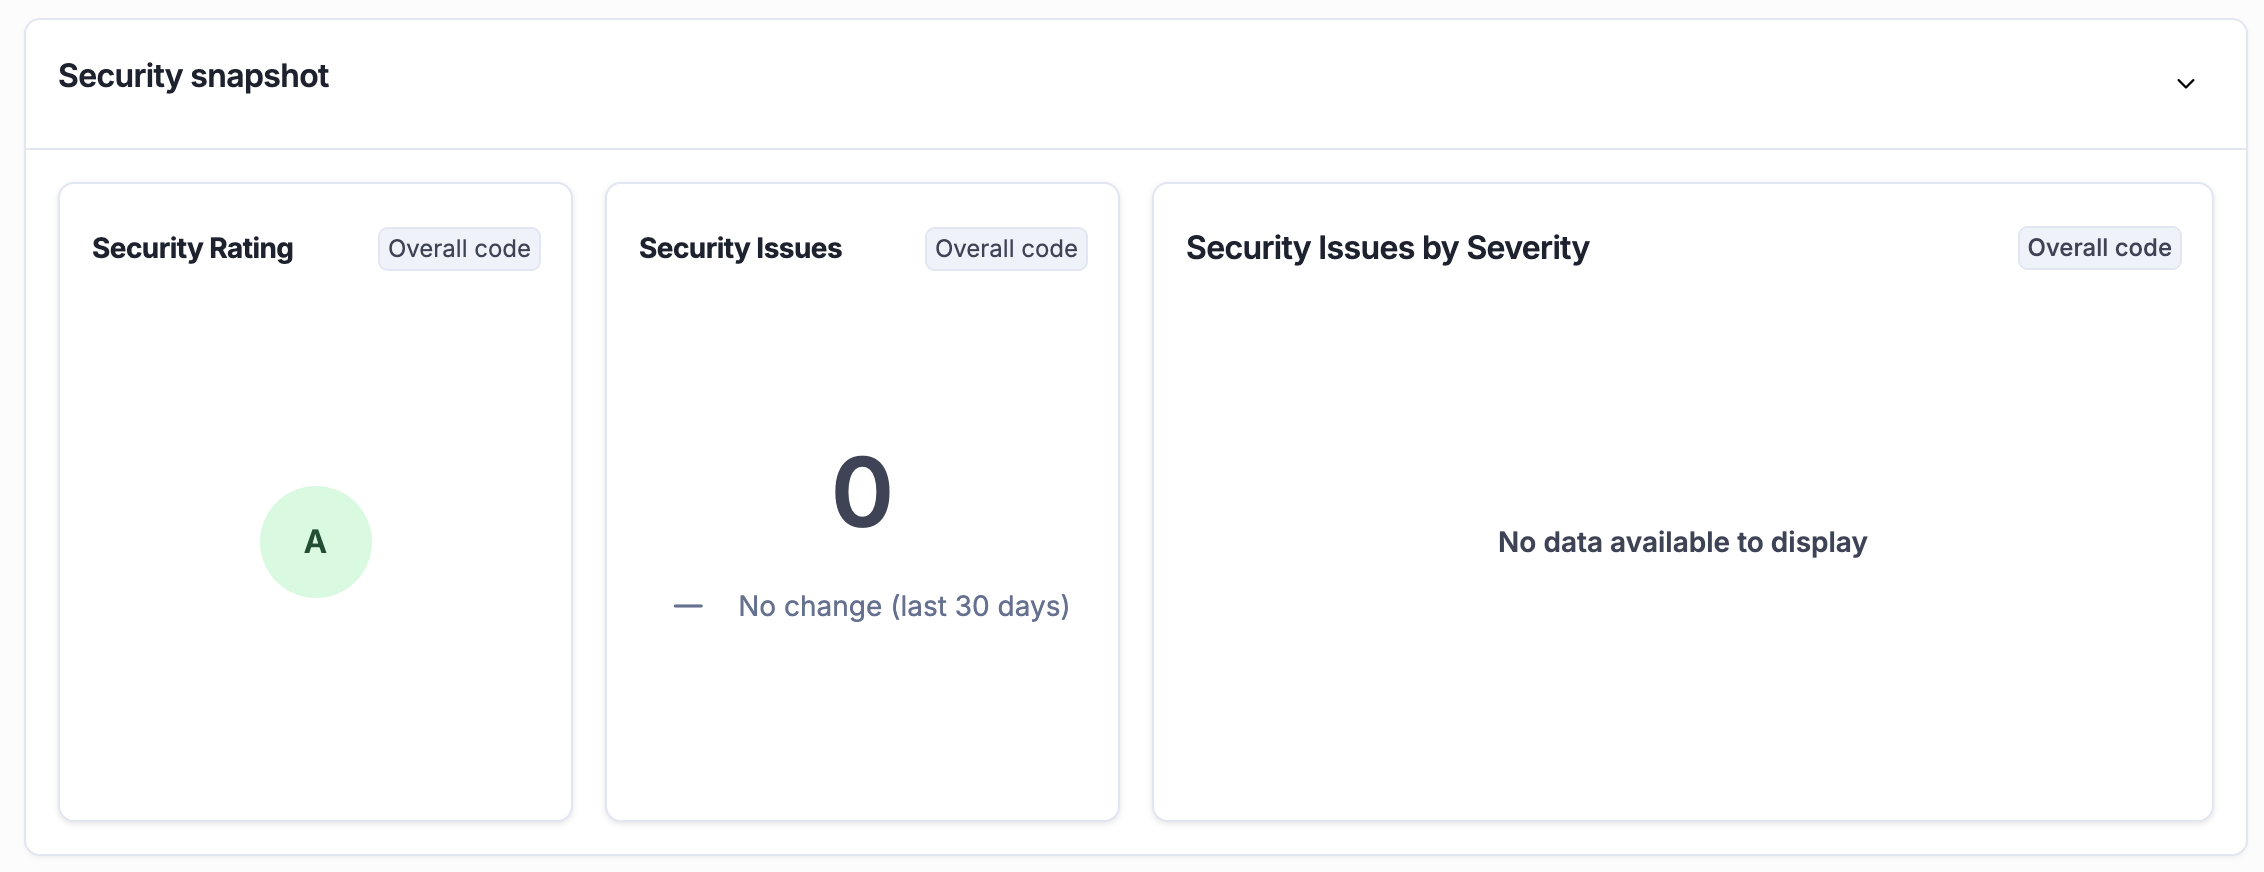 Security snapshot
Security Rating
Overall code
A
Security Issues
Overall code
0
— No change (last 30 days)
Security Issues by Severity
Overall code
No data available to display